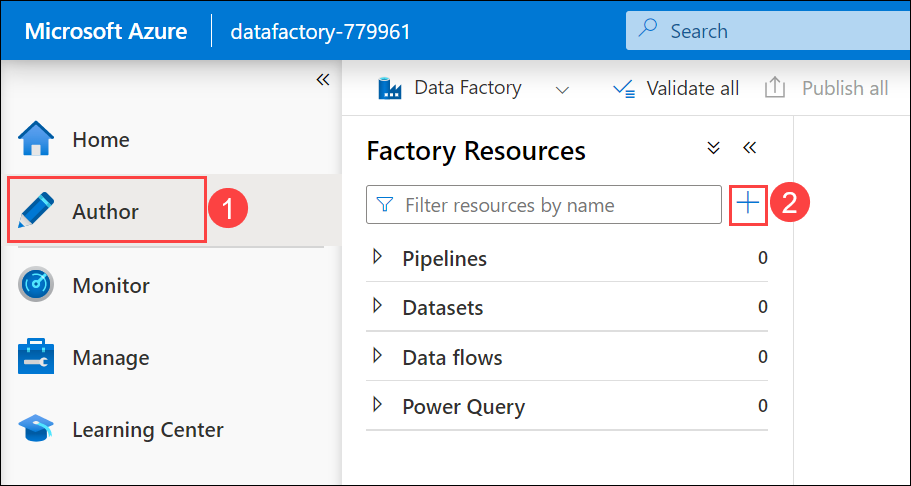 Microsoft Azure datafactory-779961 Search
Data Factory Validate all Publish all
Home
Author 1
Monitor
Manage
Learning Center
Factory Resources
Filter resources by name 2
Pipelines 0
Datasets 0
Data flows 0
Power Query 0